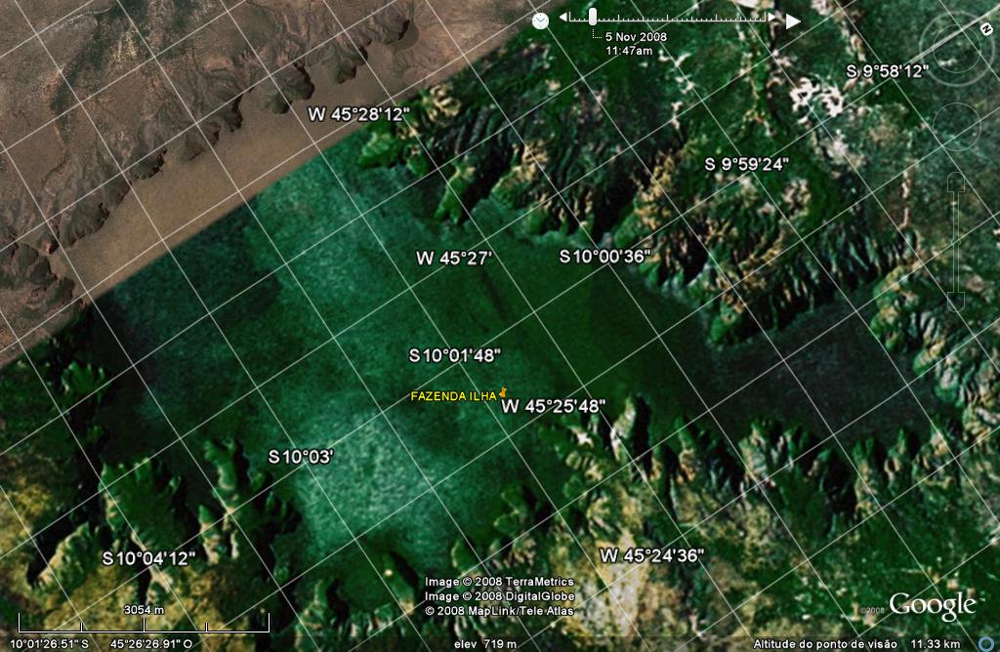 5 Nov 2008
11:47am
S 9°58'12"
W 45°28'12"
S 9°59'24"
W 45°27'
S10°00'36"
S10°01'48"
FAZENDA ILHA
W 45°25'48"
S10°03'
S10°04'12"
W 45°24'36"
Image © 2008 TerraMetrics
Image © 2008 DigitalGlobe
© 2008 MapLink/Tele Atlas
©2008 Google™
3054 m
10°01'26.51" S 45°26'26.91" O
elev 719 m
Altitude do ponto de visão 11.33 km
N